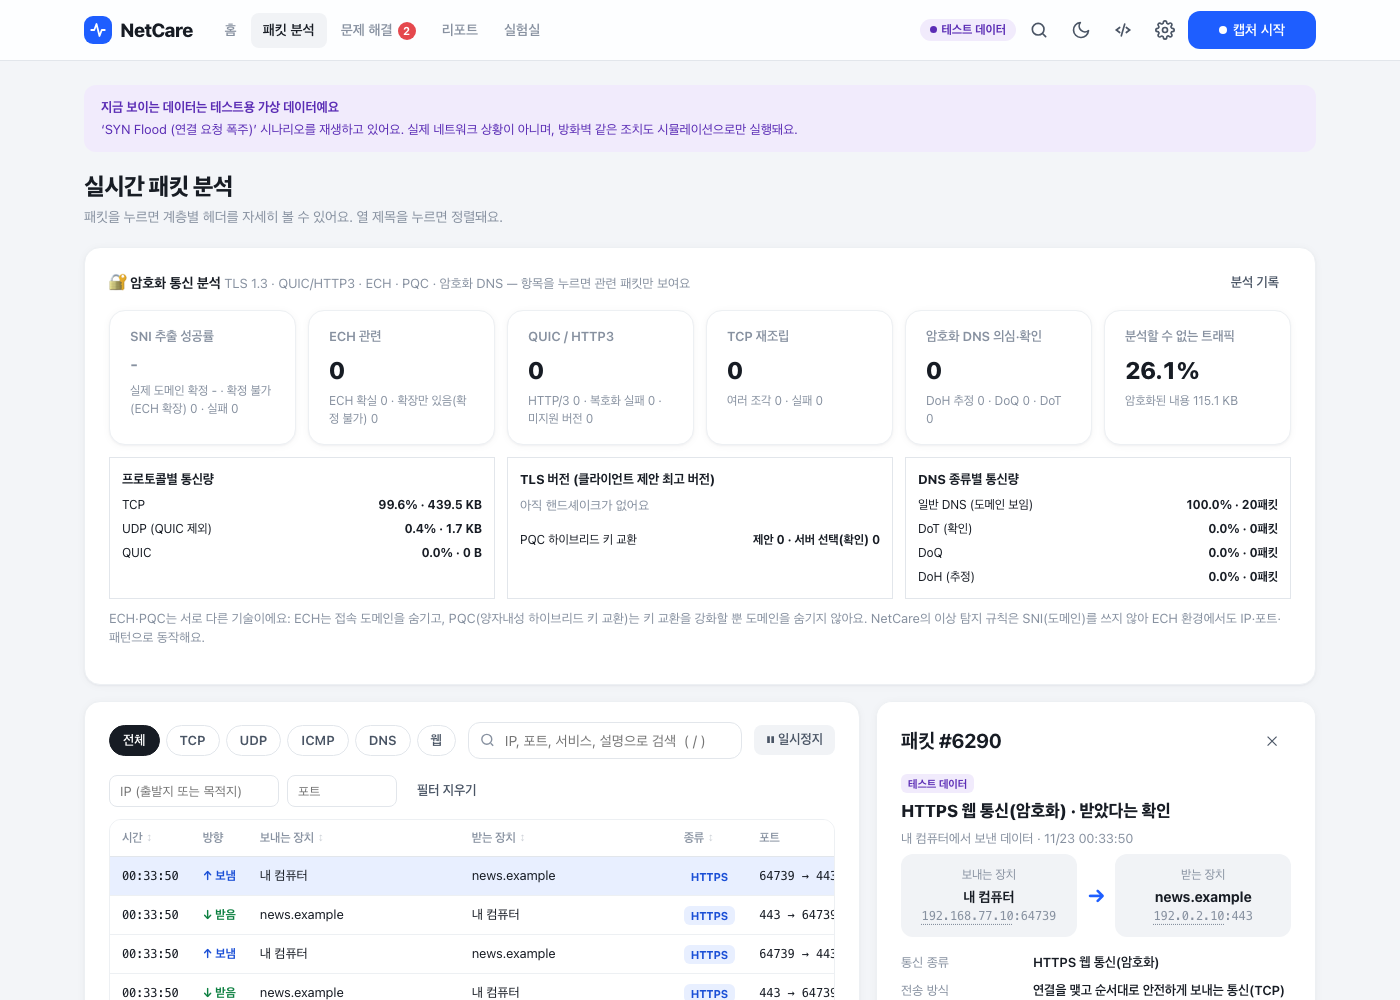 NetCare
홈
패킷 분석
문제 해결 2
리포트
실험실
테스트 데이터
캡처 시작
지금 보이는 데이터는 테스트용 가상 데이터예요
‘SYN Flood (연결 요청 폭주)’ 시나리오를 재생하고 있어요. 실제 네트워크 상황이 아니며, 방화벽 같은 조치도 시뮬레이션으로만 실행돼요.
실시간 패킷 분석
패킷을 누르면 계층별 헤더를 자세히 볼 수 있어요. 열 제목을 누르면 정렬돼요.
🔐 암호화 통신 분석 TLS 1.3 · QUIC/HTTP3 · ECH · PQC · 암호화 DNS — 항목을 누르면 관련 패킷만 보여요
분석 기록
SNI 추출 성공률
-
실제 도메인 확정 - · 확정 불가
(ECH 확장) 0 · 실패 0
ECH 관련
0
ECH 확실 0 · 확장만 있음(확
정 불가) 0
QUIC / HTTP3
0
HTTP/3 0 · 복호화 실패 0 ·
미지원 버전 0
TCP 재조립
0
여러 조각 0 · 실패 0
암호화 DNS 의심·확인
0
DoH 추정 0 · DoQ 0 · DoT
0
분석할 수 없는 트래픽
26.1%
암호화된 내용 115.1 KB
프로토콜별 통신량
TCP 99.6% · 439.5 KB
UDP (QUIC 제외) 0.4% · 1.7 KB
QUIC 0.0% · 0 B
TLS 버전 (클라이언트 제안 최고 버전)
아직 핸드셰이크가 없어요
PQC 하이브리드 키 교환 제안 0 · 서버 선택(확인) 0
DNS 종류별 통신량
일반 DNS (도메인 보임) 100.0% · 20패킷
DoT (확인) 0.0% · 0패킷
DoQ 0.0% · 0패킷
DoH (추정) 0.0% · 0패킷
ECH·PQC는 서로 다른 기술이에요: ECH는 접속 도메인을 숨기고, PQC(양자내성 하이브리드 키 교환)는 키 교환을 강화할 뿐 도메인을 숨기지 않아요. NetCare의 이상 탐지 규칙은 SNI(도메인)를 쓰지 않아 ECH 환경에서도 IP·포트·
패턴으로 동작해요.
전체
TCP
UDP
ICMP
DNS
웹
IP, 포트, 서비스, 설명으로 검색 ( / )
일시정지
IP (출발지 또는 목적지)
포트
필터 지우기
시간 ↕ 방향 보내는 장치 ↕ 받는 장치 ↕ 종류 ↕ 포트
00:33:50 ↑ 보냄 내 컴퓨터 news.example HTTPS 64739 → 443
00:33:50 ↓ 받음 news.example 내 컴퓨터 HTTPS 443 → 64739
00:33:50 ↑ 보냄 내 컴퓨터 news.example HTTPS 64739 → 443
00:33:50 ↓ 받음 news.example 내 컴퓨터 HTTPS 443 → 64739
패킷 #6290
테스트 데이터
HTTPS 웹 통신(암호화) · 받았다는 확인
내 컴퓨터에서 보낸 데이터 · 11/23 00:33:50
보내는 장치
내 컴퓨터
192.168.77.10:64739
→
받는 장치
news.example
192.0.2.10:443
통신 종류 HTTPS 웹 통신(암호화)
전송 방식 연결을 맺고 순서대로 안전하게 보내는 통신(TCP)